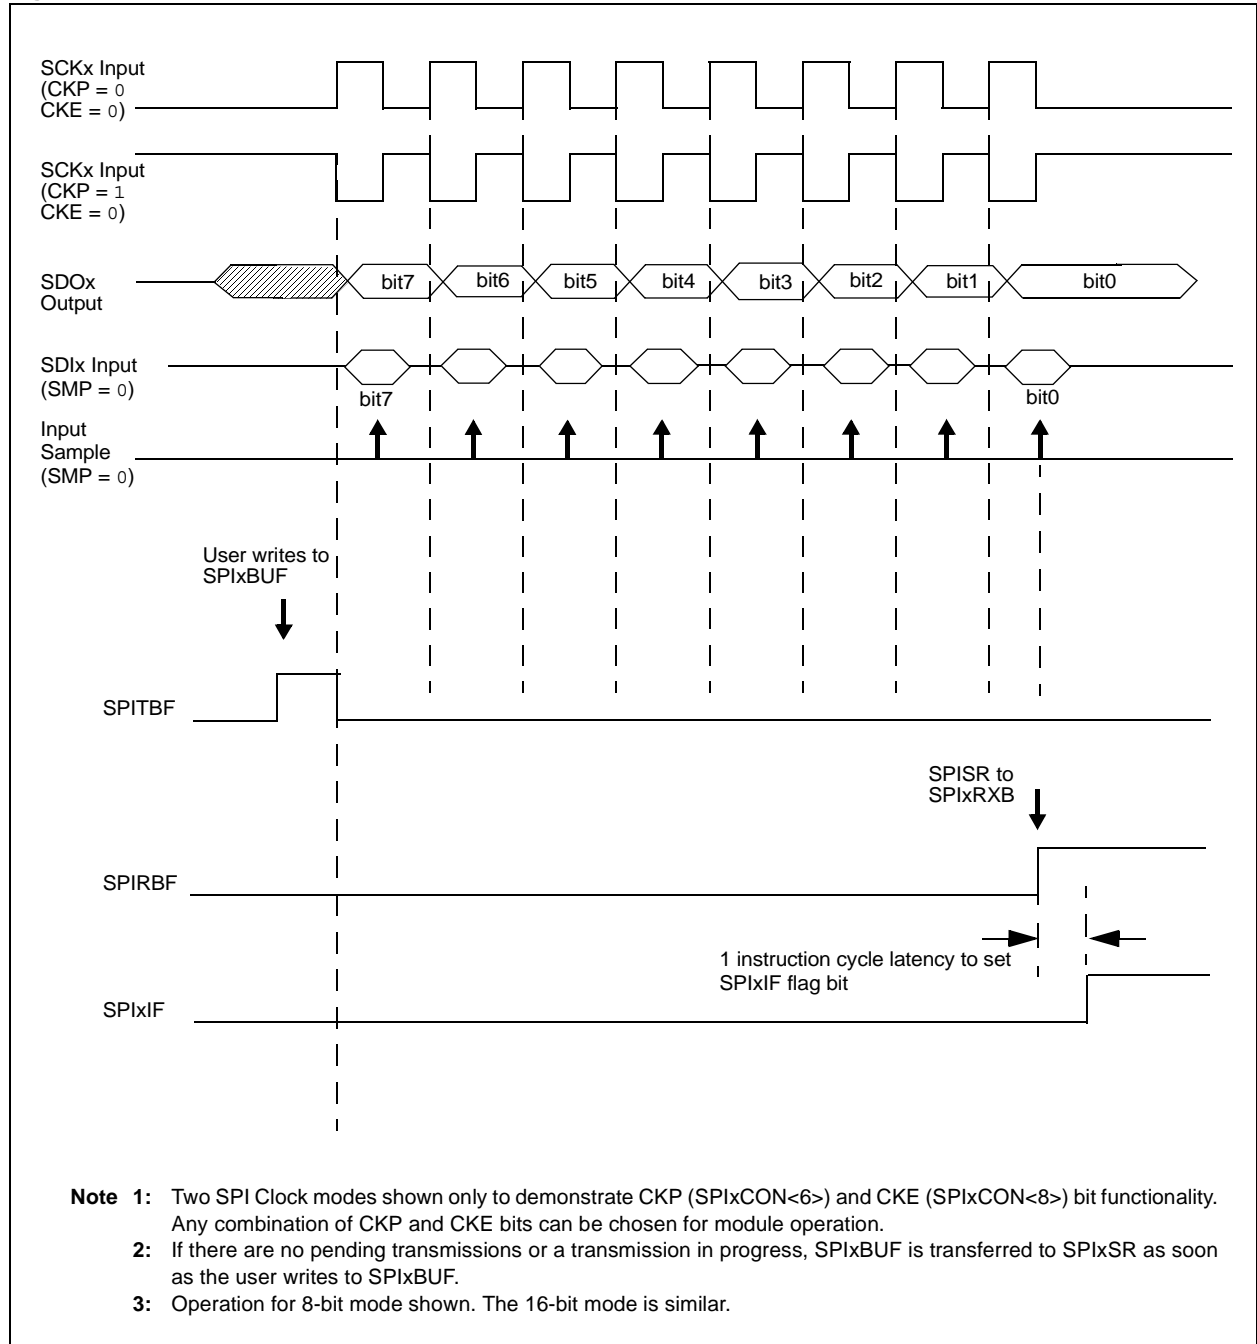 SCKx Input
(CKP = 0
CKE = 0)
SCKx Input
(CKP = 1
CKE = 0)
SDOx
Output
bit7 bit6 bit5 bit4 bit3 bit2 bit1 bit0
SDIx Input
(SMP = 0)
bit7 bit0
Input
Sample
(SMP = 0)
User writes to
SPIxBUF
SPITBF
SPISR to
SPIxRXB
SPIRBF
1 instruction cycle latency to set
SPIxIF flag bit
SPIxIF
Note 1: Two SPI Clock modes shown only to demonstrate CKP (SPIxCON<6>) and CKE (SPIxCON<8>) bit functionality.
Any combination of CKP and CKE bits can be chosen for module operation.
2: If there are no pending transmissions or a transmission in progress, SPIxBUF is transferred to SPIxSR as soon
as the user writes to SPIxBUF.
3: Operation for 8-bit mode shown. The 16-bit mode is similar.